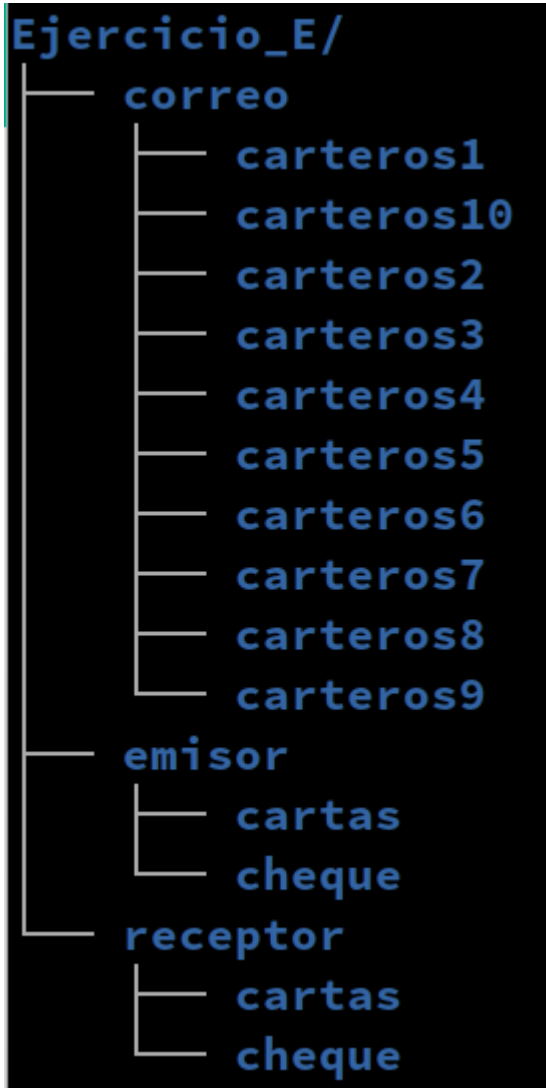 Ejercicio_E/
correo
carteros1
carteros10
carteros2
carteros3
carteros4
carteros5
carteros6
carteros7
carteros8
carteros9
emisor
cartas
cheque
receptor
cartas
cheque